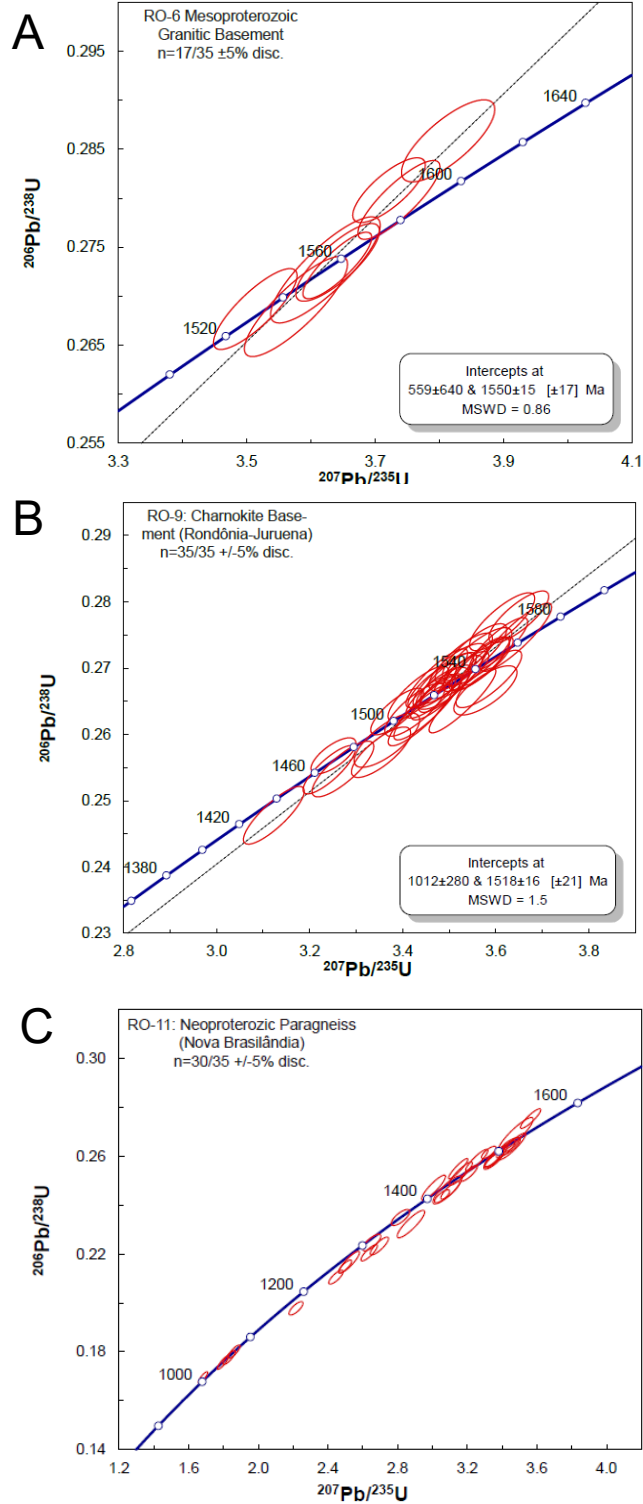 A
RO-6 Mesoproterozoic
Granitic Basement
n=17/35 ±5% disc.
0.295
0.285
0.275
0.265
0.255
206Pb/238U
1640
1600
1560
1520
Intercepts at
559±640 & 1550±15 [±17] Ma
MSWD = 0.86
3.3 3.5 3.7 3.9 4.1
207Pb/235U
B
RO-9: Charnokite Base-
ment (Rondônia-Juruena)
n=35/35 +/-5% disc.
0.29
0.28
0.27
0.26
0.25
0.24
0.23
206Pb/238U
1580
1540
1500
1460
1420
1380
Intercepts at
1012±280 & 1518±16 [±21] Ma
MSWD = 1.5
2.8 3.0 3.2 3.4 3.6 3.8
207Pb/235U
C
RO-11: Neoproterozic Paragneiss
(Nova Brasilândia)
n=30/35 +/-5% disc.
0.30
0.26
0.22
0.18
0.14
206Pb/238U
1600
1400
1200
1000
1.2 1.6 2.0 2.4 2.8 3.2 3.6 4.0
207Pb/235U